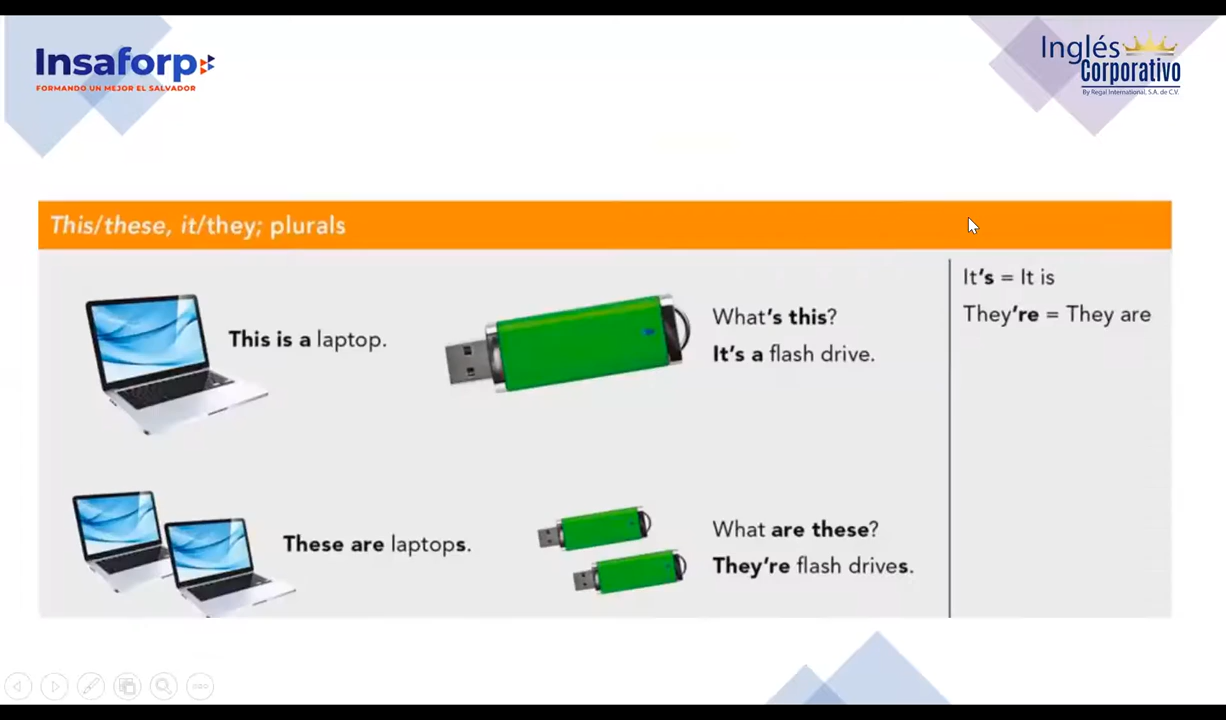 Insaforp
FORMANDO UN MEJOR EL SALVADOR
Inglés
Corporativo
By Regal International, S.A. de C.V.
This/these, it/they; plurals
This is a laptop.
What's this?
It's a flash drive.
It's = It is
They're = They are
These are laptops.
What are these?
They're flash drives.